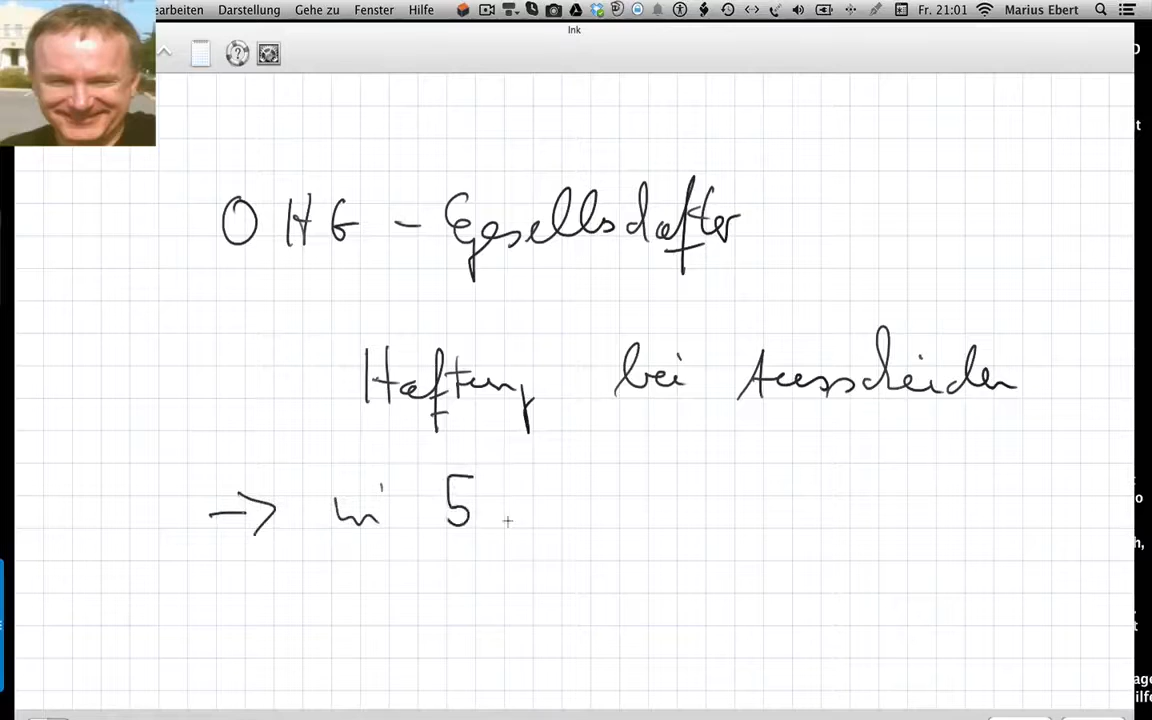 earbeiten Darstellung Gehe zu Fenster Hilfe Fr. 21:01 Marius Ebert
Ink
OHG - Gesellschafter
Haftung bei Ausscheiden
→ in 5